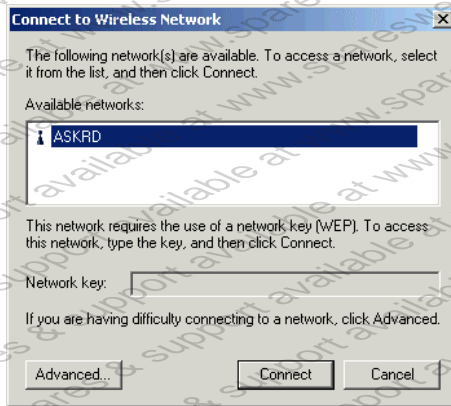 Connect to Wireless Network
The following network(s) are available. To access a network, select
it from the list, and then click Connect.
Available networks:
ASKRD
This network requires the use of a network key (WEP). To access
this network, type the key, and then click Connect.
Network key:
If you are having difficulty connecting to a network, click Advanced.
Advanced...
Connect
Cancel